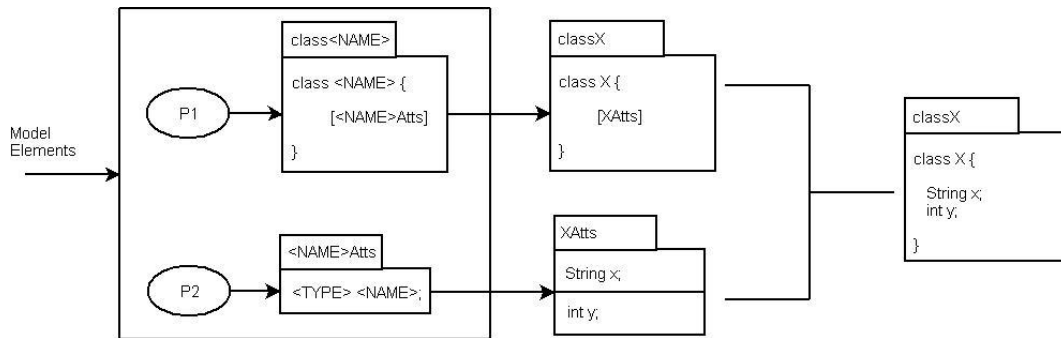 Model
Elements
P1
class<NAME>
class <NAME> {
[<NAME>Atts]
}
P2
<NAME>Atts
<TYPE> <NAME>;
classX
class X {
[XAtts]
}
XAtts
String x;
int y;
classX
class X {
String x;
int y;
}